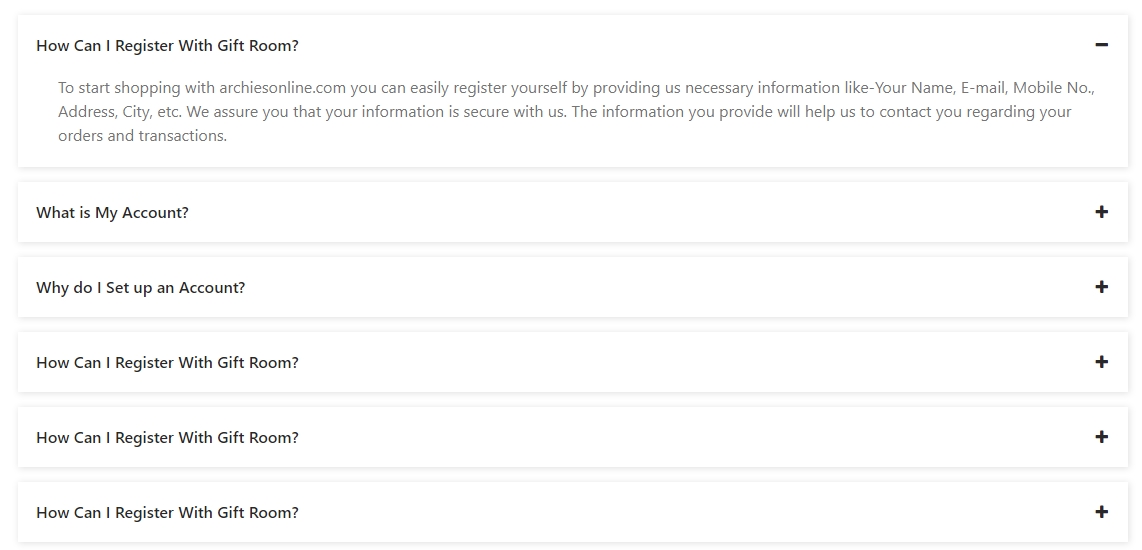 How Can I Register With Gift Room?
To start shopping with archiesonline.com you can easily register yourself by providing us necessary information like-Your Name, E-mail, Mobile No.,
Address, City, etc. We assure you that your information is secure with us. The information you provide will help us to contact you regarding your
orders and transactions.
What is My Account?
Why do I Set up an Account?
How Can I Register With Gift Room?
How Can I Register With Gift Room?
How Can I Register With Gift Room?